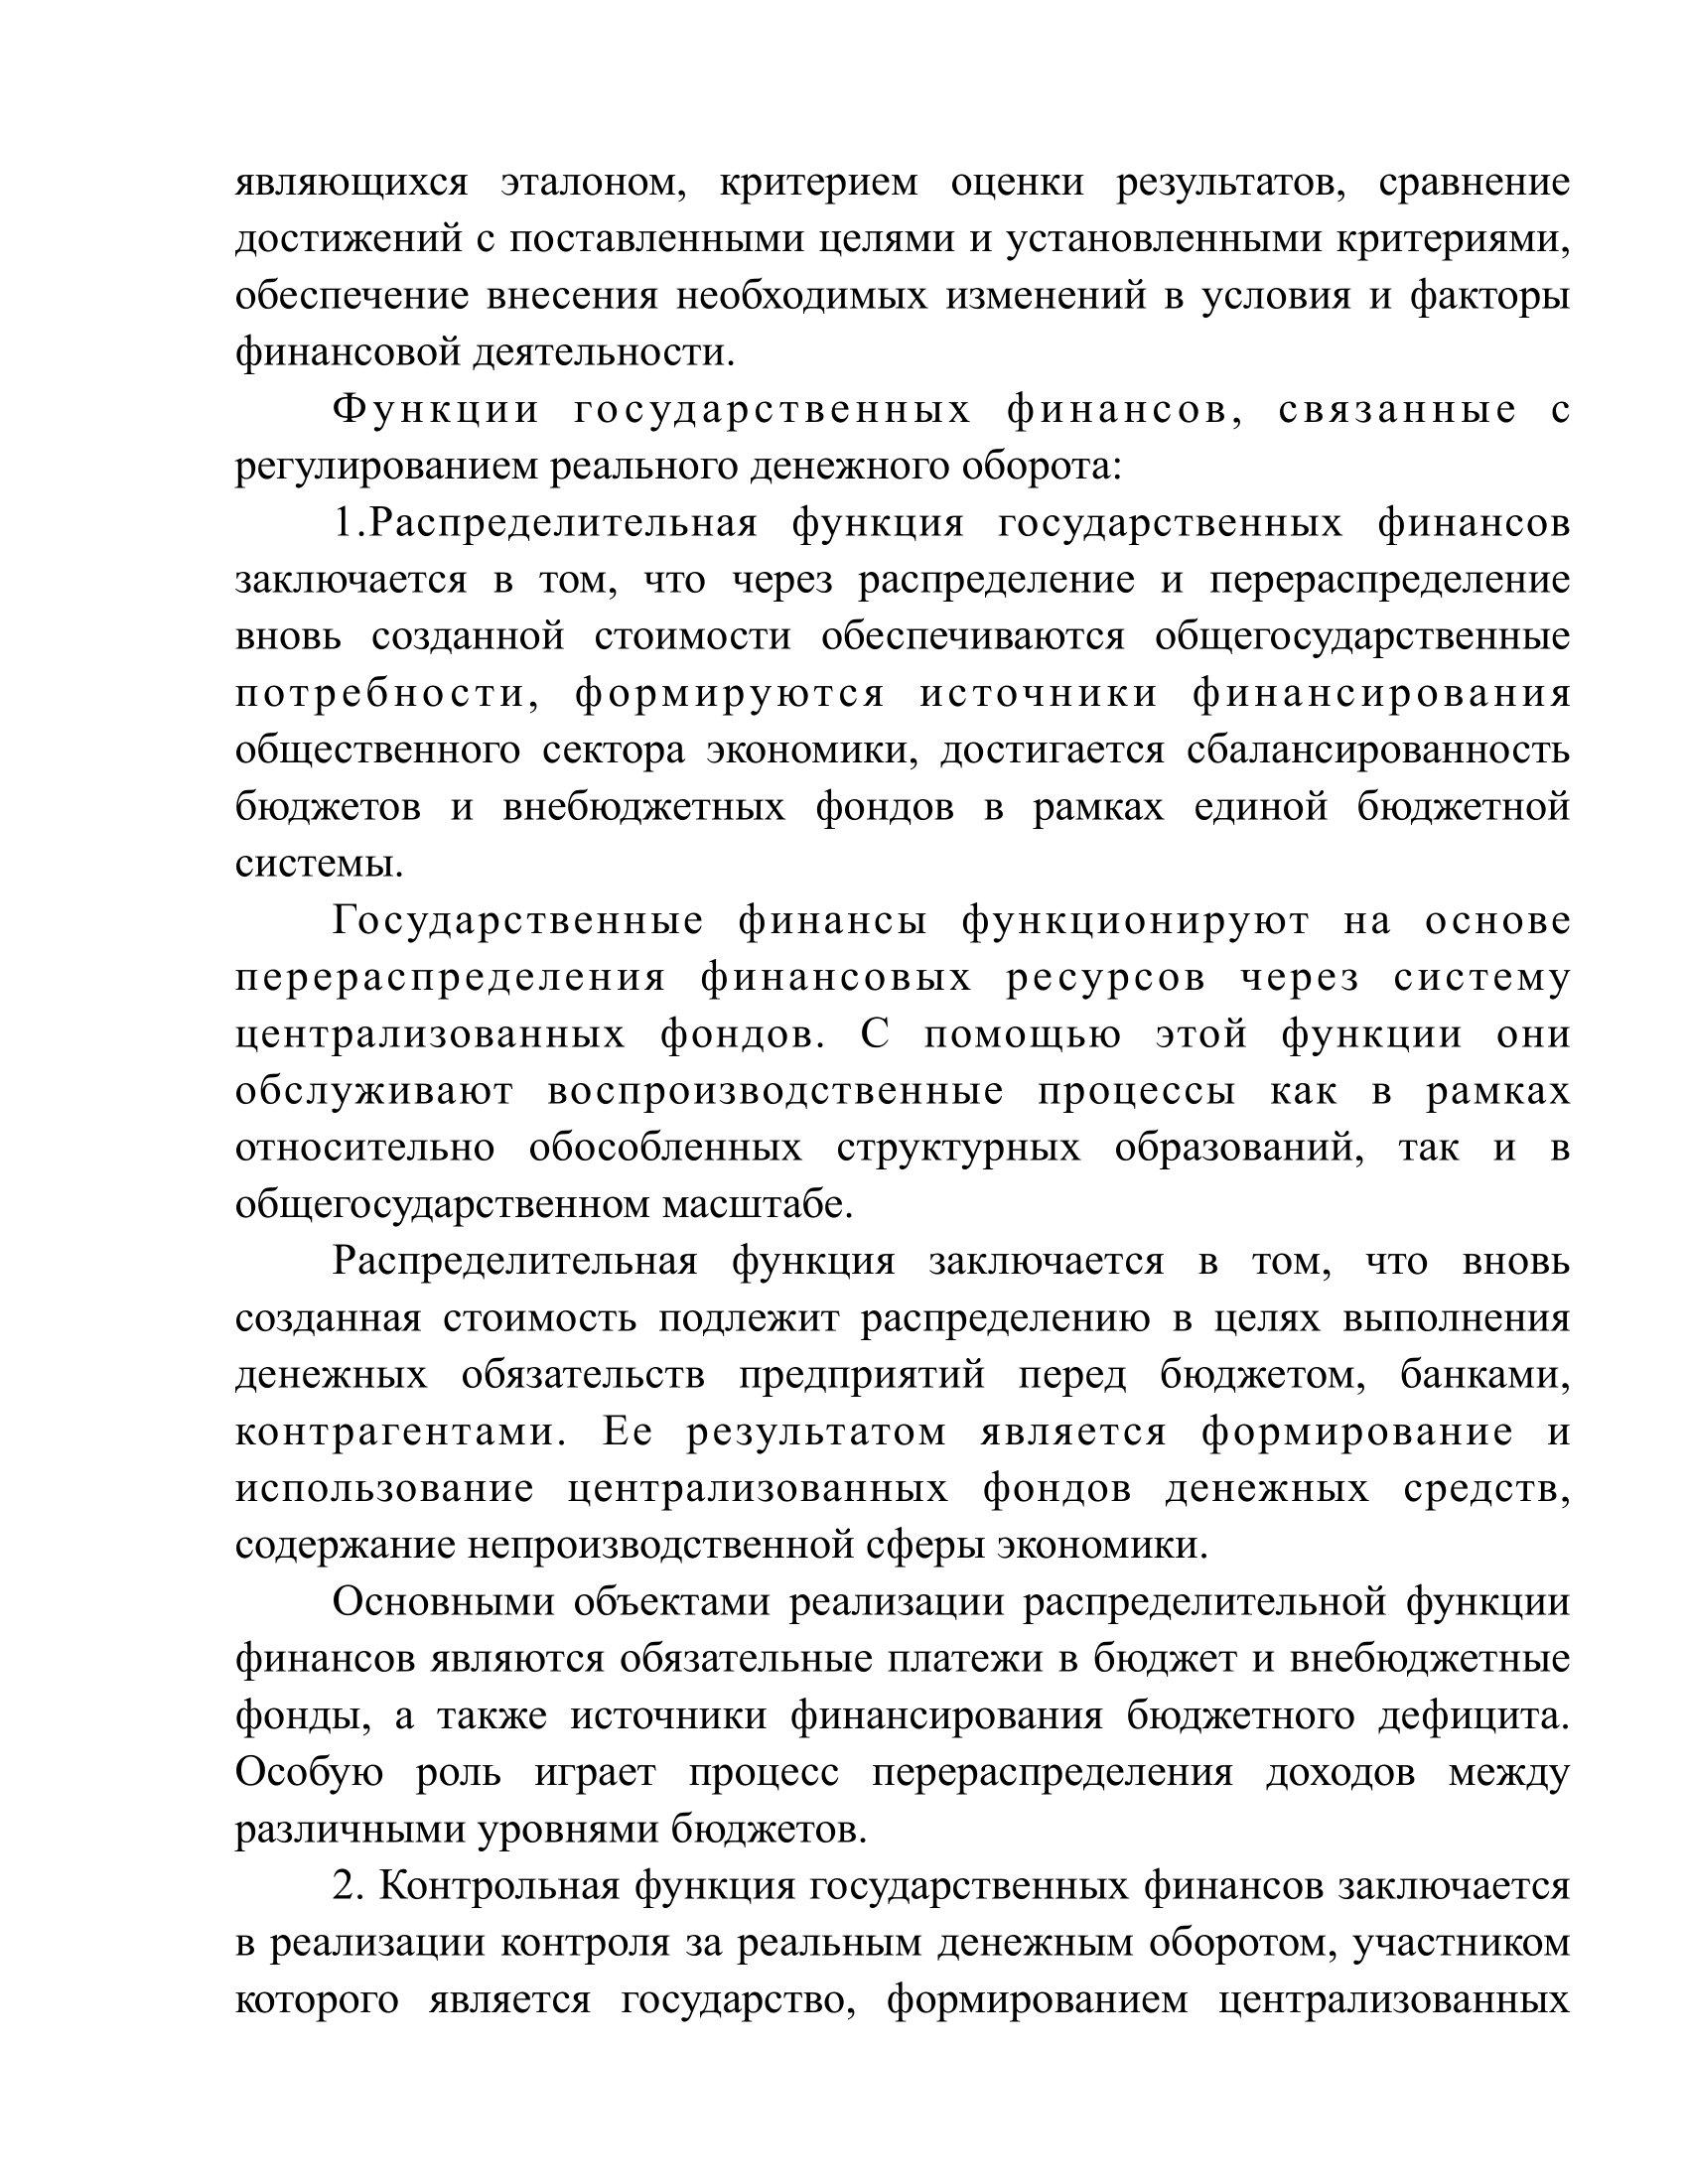 являющихся эталоном, критерием оценки результатов, сравнение
достижений с поставленными целями и установленными критериями,
обеспечение внесения необходимых изменений в условия и факторы
финансовой деятельности.
Функции государственных финансов, связанные с
регулированием реального денежного оборота:
1.Распределительная функция государственных финансов
заключается в том, что через распределение и перераспределение
вновь созданной стоимости обеспечиваются общегосударственные
потребности, формируются источники финансирования
общественного сектора экономики, достигается сбалансированность
бюджетов и внебюджетных фондов в рамках единой бюджетной
системы.
Государственные финансы функционируют на основе
перераспределения финансовых ресурсов через систему
централизованных фондов. С помощью этой функции они
обслуживают воспроизводственные процессы как в рамках
относительно обособленных структурных образований, так и в
общегосударственном масштабе.
Распределительная функция заключается в том, что вновь
созданная стоимость подлежит распределению в целях выполнения
денежных обязательств предприятий перед бюджетом, банками,
контрагентами. Ее результатом является формирование и
использование централизованных фондов денежных средств,
содержание непроизводственной сферы экономики.
Основными объектами реализации распределительной функции
финансов являются обязательные платежи в бюджет и внебюджетные
фонды, а также источники финансирования бюджетного дефицита.
Особую роль играет процесс перераспределения доходов между
различными уровнями бюджетов.
2. Контрольная функция государственных финансов заключается
в реализации контроля за реальным денежным оборотом, участником
которого является государство, формированием централизованных